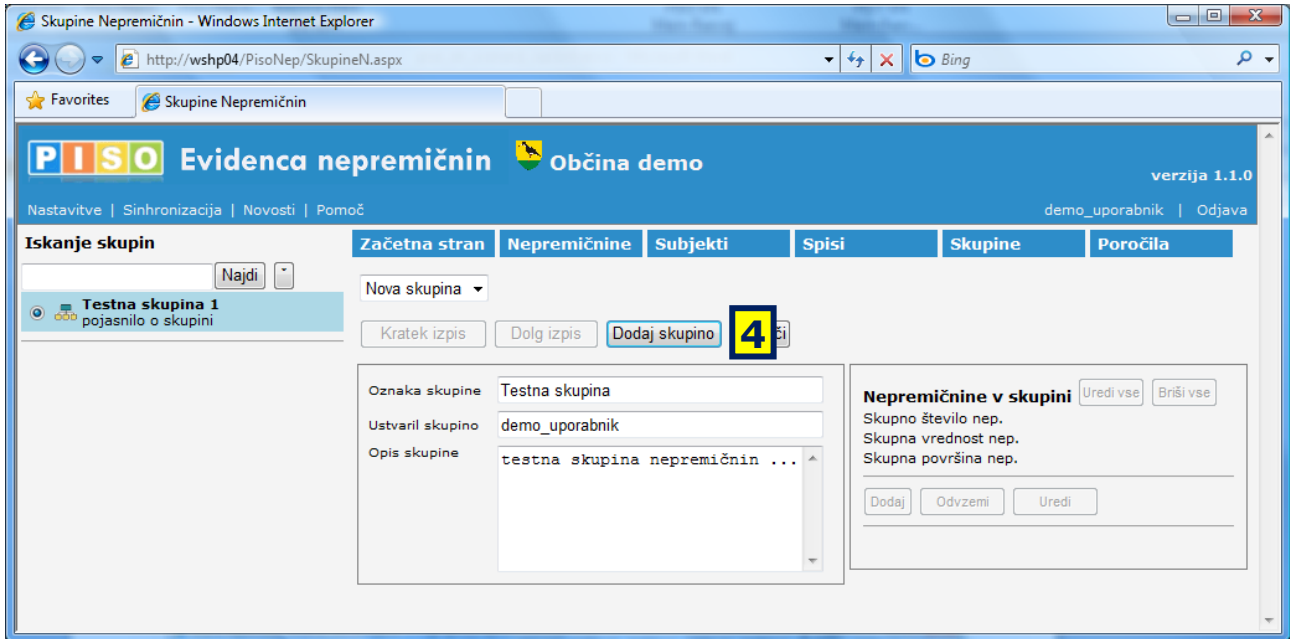 Skupine Nepremičnin - Windows Internet Explorer
http://wshp04/PisoNep/SkupineN.aspx
Bing
Favorites
Skupine Nepremičnin
PISO Evidenca nepremičnin Občina demo
verzija 1.1.0
Nastavitve | Sinhronizacija | Novosti | Pomoč
demo_uporabnik | Odjava
Iskanje skupin
Začetna stran Nepremičnine Subjekti Spisi Skupine Poročila
Najdi
Nova skupina
Testna skupina 1
pojasnilo o skupini
Kratek izpis Dolg izpis Dodaj skupino 4 či
Oznaka skupine Testna skupina
Ustvaril skupino demo_uporabnik
Opis skupine testna skupina nepremičnin ...
Nepremičnine v skupini Uredi vse Briši vse
Skupno število nep.
Skupna vrednost nep.
Skupna površina nep.
Dodaj Odvzemi Uredi